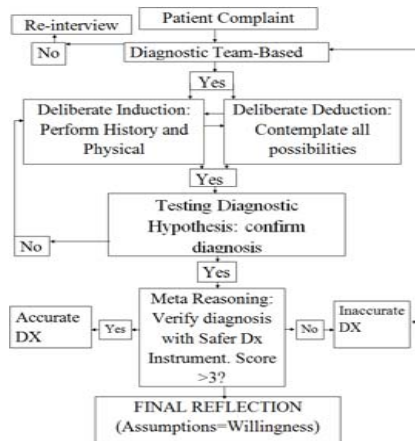 Patient Complaint
Re-interview
No
Diagnostic Team-Based
Yes
Deliberate Induction:
Perform History and
Physical
Deliberate Deduction:
Contemplate all
possibilities
Yes
Testing Diagnostic
Hypothesis: confirm
diagnosis
No
Yes
Meta Reasoning:
Verify diagnosis
with Safer Dx
Instrument. Score
>3?
Accurate
DX
Yes
No
Inaccurate
DX
FINAL REFLECTION
(Assumptions=Willingness)